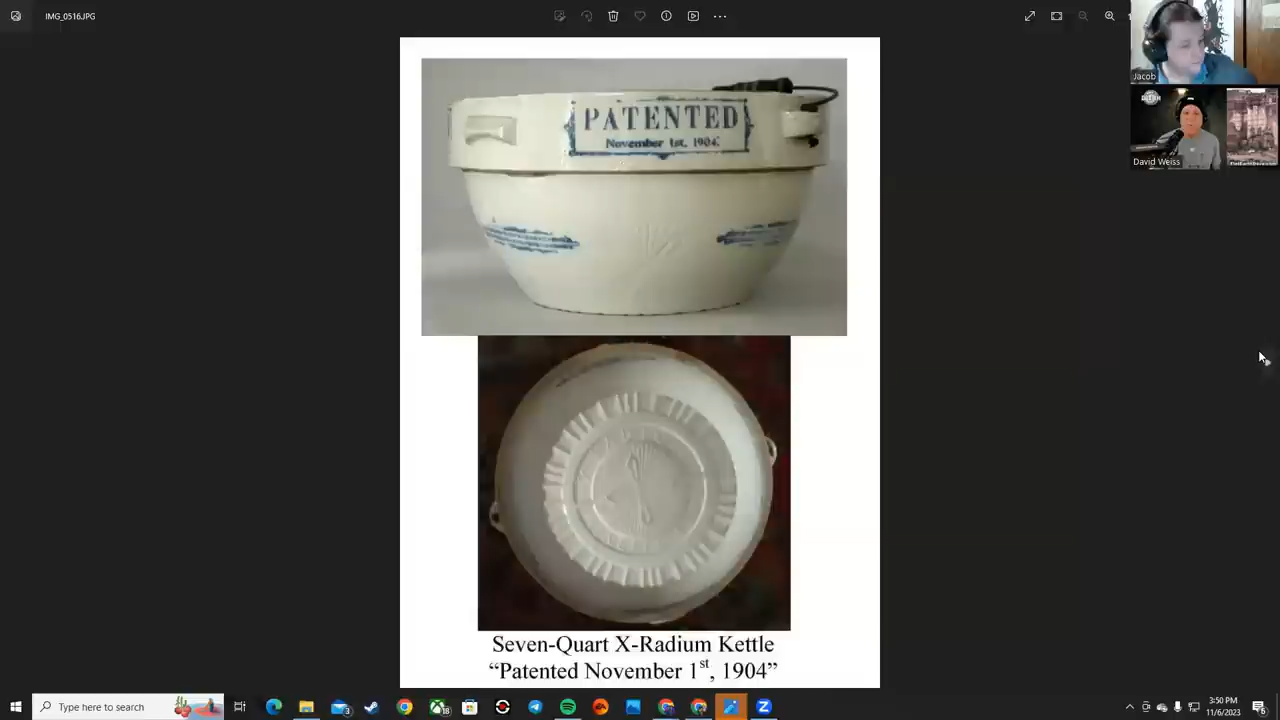 IMG_0516.JPG
Jacob
David Weiss
PATENTED
November 1st, 1904.
Seven-Quart X-Radium Kettle
“Patented November 1st, 1904”
Type here to search
3:50 PM
11/6/2023